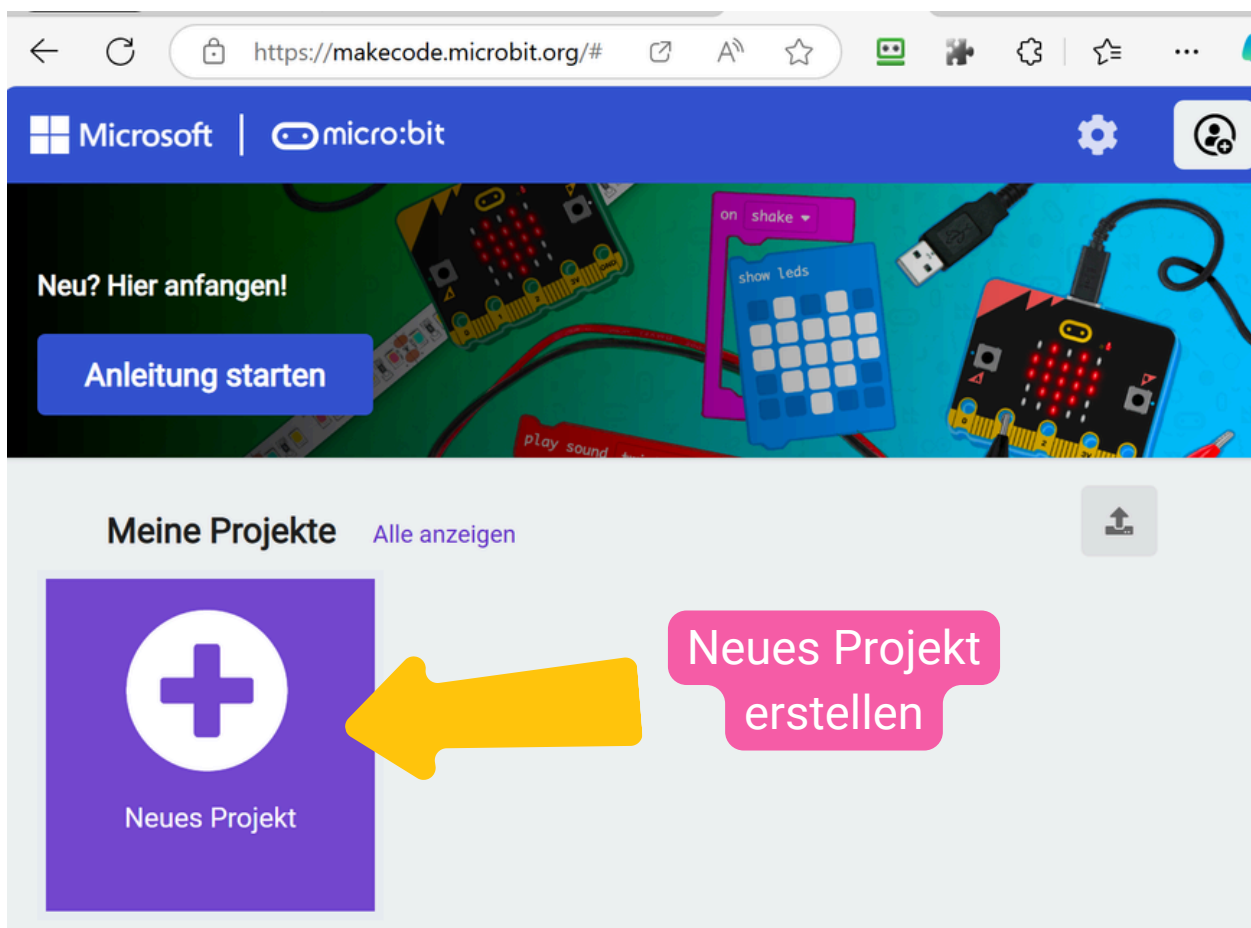 https://makecode.microbit.org/#
Microsoft | micro:bit
Neu? Hier anfangen!
Anleitung starten
on shake
show leds
play sound
Meine Projekte Alle anzeigen
Neues Projekt
erstellen
Neues Projekt